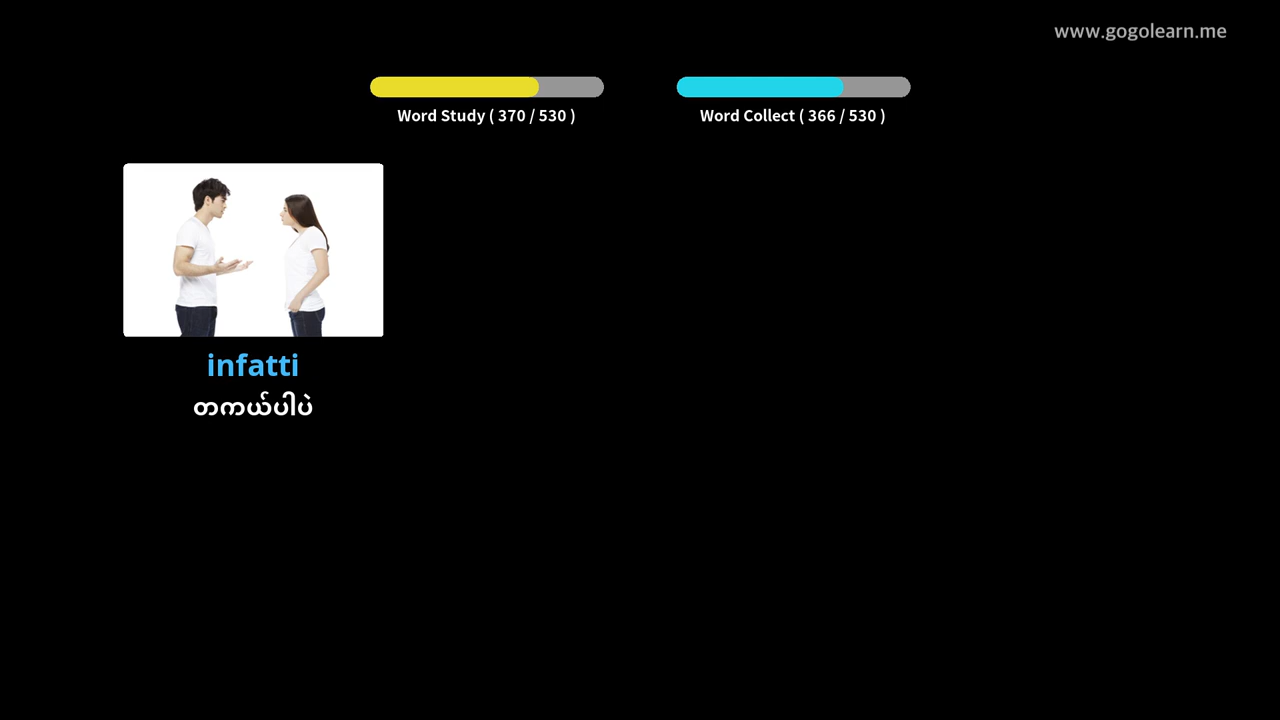 www.gogolearn.me
Word Study ( 370 / 530 )
Word Collect ( 366 / 530 )
infatti
တကယ်ပါပဲ